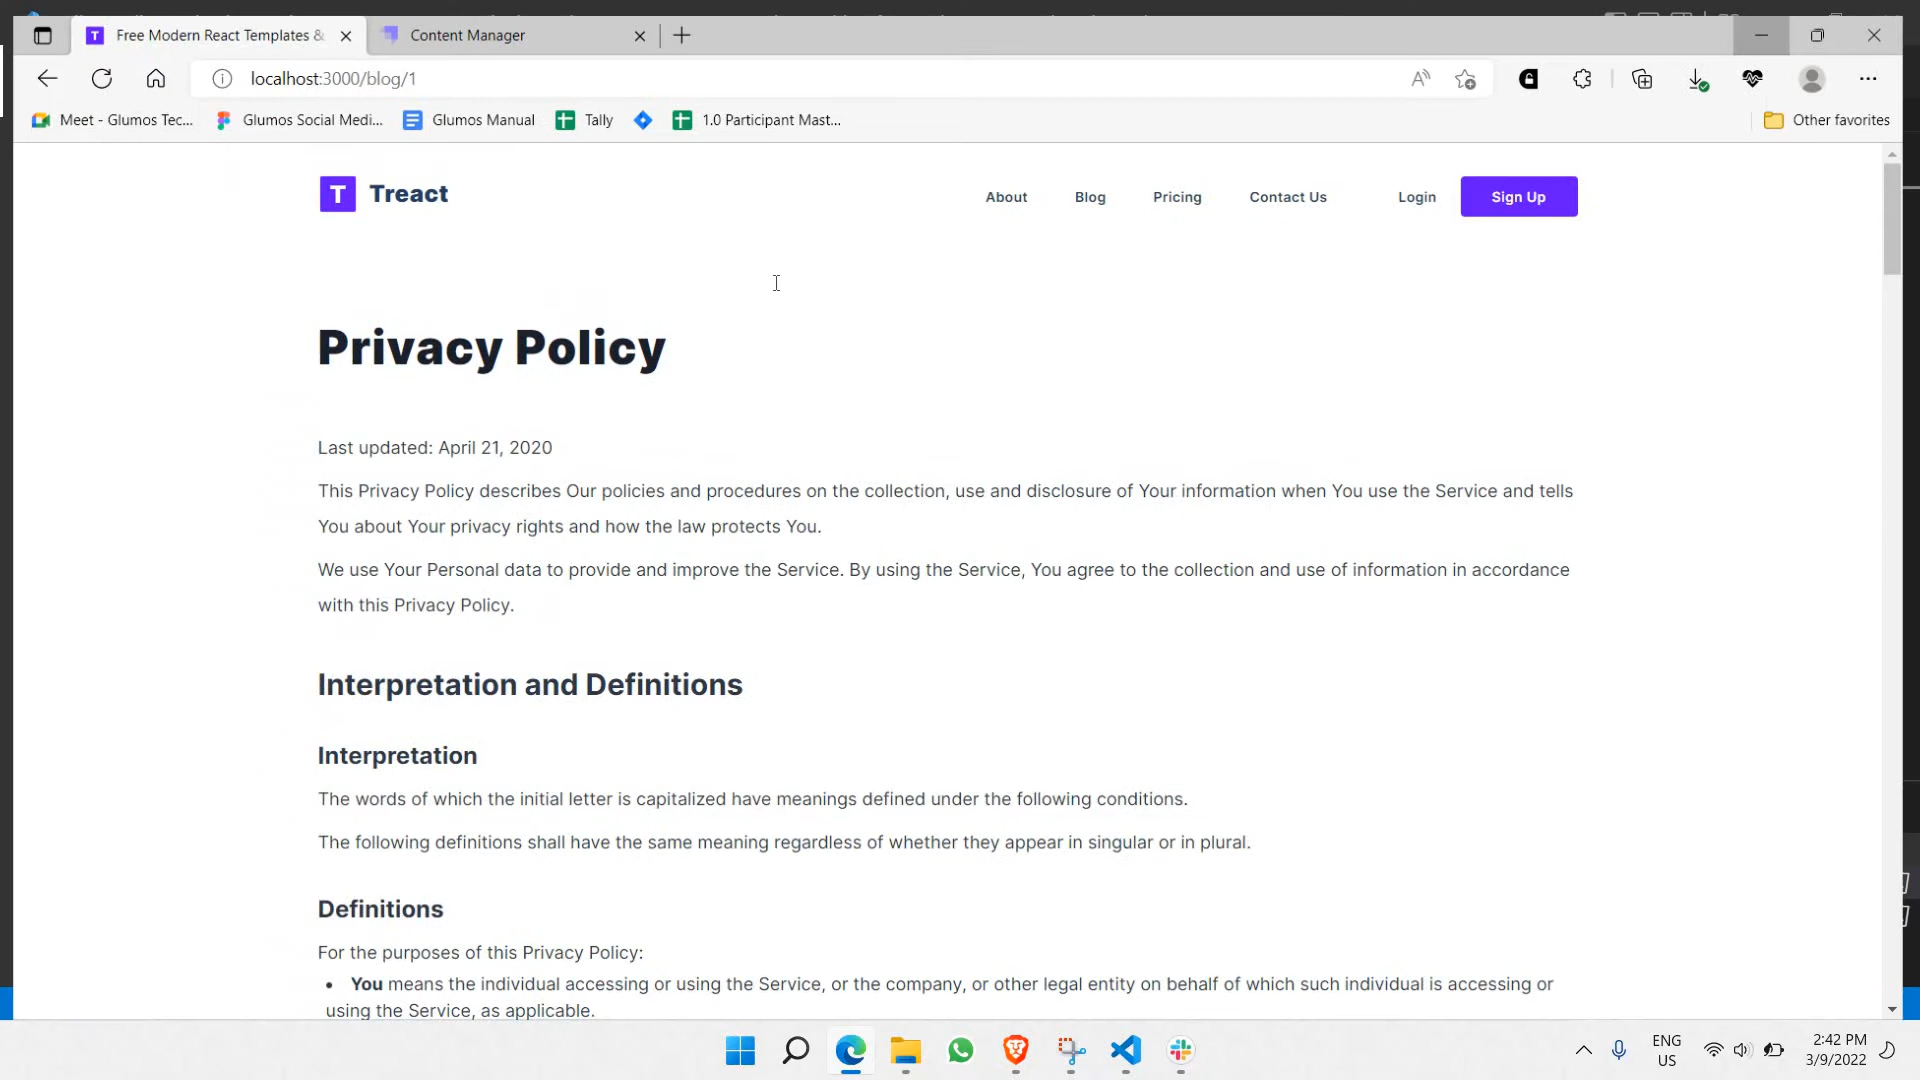 Free Modern React Templates &
Content Manager
localhost:3000/blog/1
Meet - Glumos Tec...
Glumos Social Medi...
Glumos Manual
Tally
1.0 Participant Mast...
Other favorites
T Treact
About
Blog
Pricing
Contact Us
Login
Sign Up
Privacy Policy
Last updated: April 21, 2020
This Privacy Policy describes Our policies and procedures on the collection, use and disclosure of Your information when You use the Service and tells
You about Your privacy rights and how the law protects You.
We use Your Personal data to provide and improve the Service. By using the Service, You agree to the collection and use of information in accordance
with this Privacy Policy.
Interpretation and Definitions
Interpretation
The words of which the initial letter is capitalized have meanings defined under the following conditions.
The following definitions shall have the same meaning regardless of whether they appear in singular or in plural.
Definitions
For the purposes of this Privacy Policy:
• You means the individual accessing or using the Service, or the company, or other legal entity on behalf of which such individual is accessing or
using the Service, as applicable.
ENG
US
2:42 PM
3/9/2022